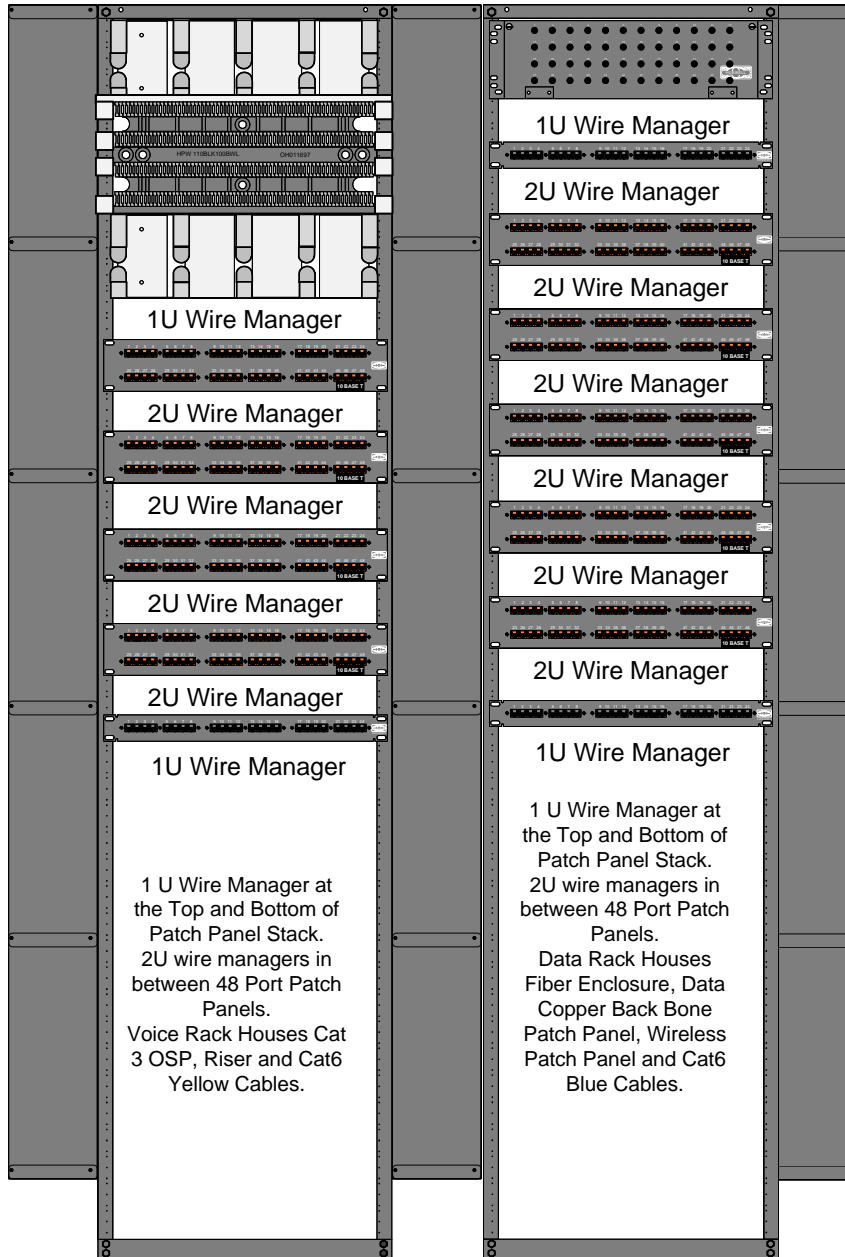 HPW 110BLK100BWL OH011697
1U Wire Manager
10 BASE T
2U Wire Manager
10 BASE T
2U Wire Manager
10 BASE T
2U Wire Manager
10 BASE T
2U Wire Manager
1U Wire Manager
1 U Wire Manager at
the Top and Bottom of
Patch Panel Stack.
2U wire managers in
between 48 Port Patch
Panels.
Voice Rack Houses Cat
3 OSP, Riser and Cat6
Yellow Cables.
1U Wire Manager
2U Wire Manager
10 BASE T
2U Wire Manager
10 BASE T
2U Wire Manager
10 BASE T
2U Wire Manager
10 BASE T
2U Wire Manager
10 BASE T
2U Wire Manager
1U Wire Manager
1 U Wire Manager at
the Top and Bottom of
Patch Panel Stack.
2U wire managers in
between 48 Port Patch
Panels.
Data Rack Houses
Fiber Enclosure, Data
Copper Back Bone
Patch Panel, Wireless
Patch Panel and Cat6
Blue Cables.